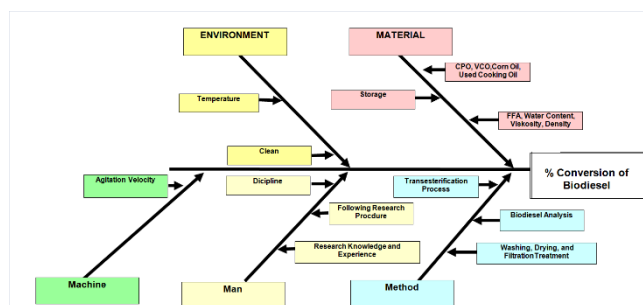 ENVIRONMENT
MATERIAL
CPO, VCO,Corn Oil,
Used Cooking Oil
Temperature
Storage
FFA, Water Content,
Viskosity, Density
Clean
% Conversion of
Biodiesel
Agitation Velocity
Dicipline
Transesterification
Process
Following Research
Procdure
Biodiesel Analysis
Research Knowledge and
Experience
Washing, Drying, and
FiltrationTreatment
Machine
Man
Method